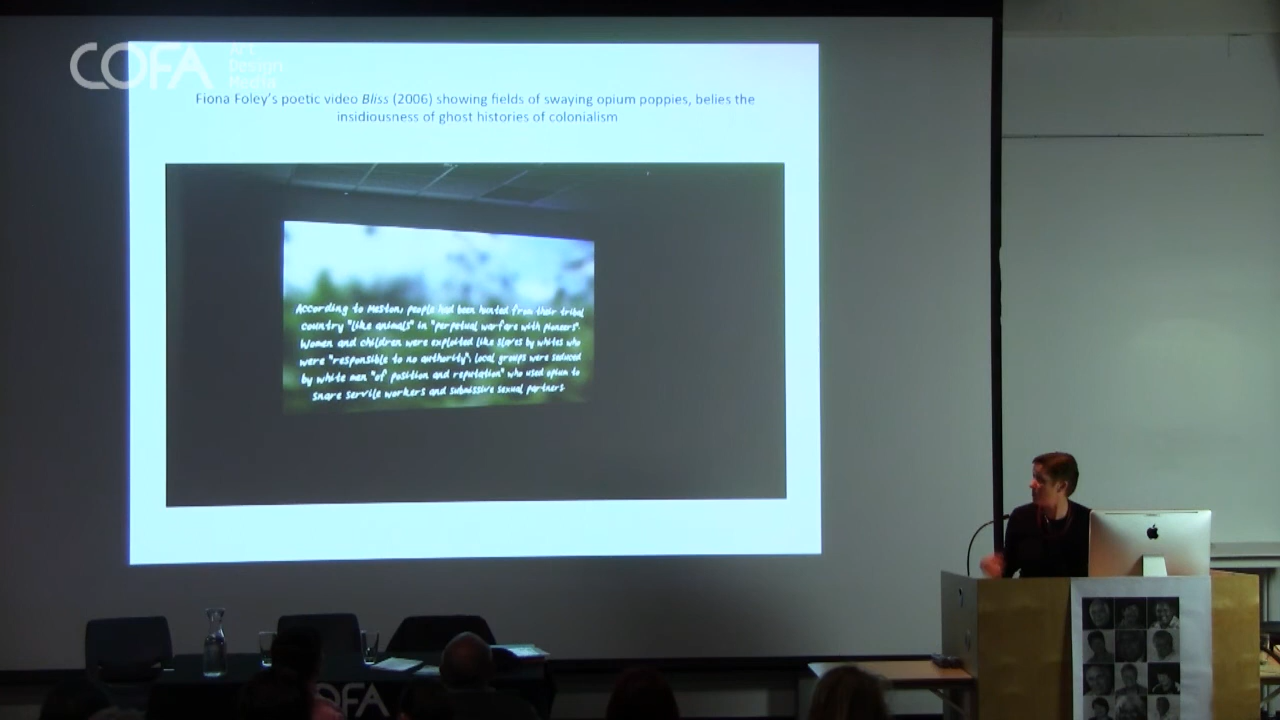 COFA
Art
Design
Media
Fiona Foley's poetic video Bliss (2006) showing fields of swaying opium poppies, belies the
insidiousness of ghost histories of colonialism
According to Meston, people had been hunted from their tribal
country "like animals" in "perpetual warfare with pioneers".
Women and children were exploited like slaves by whites who
were "responsible to no authority"; local groups were seduced
by white men "of position and reputation" who used opium to
snare servile workers and submissive sexual partners
COFA